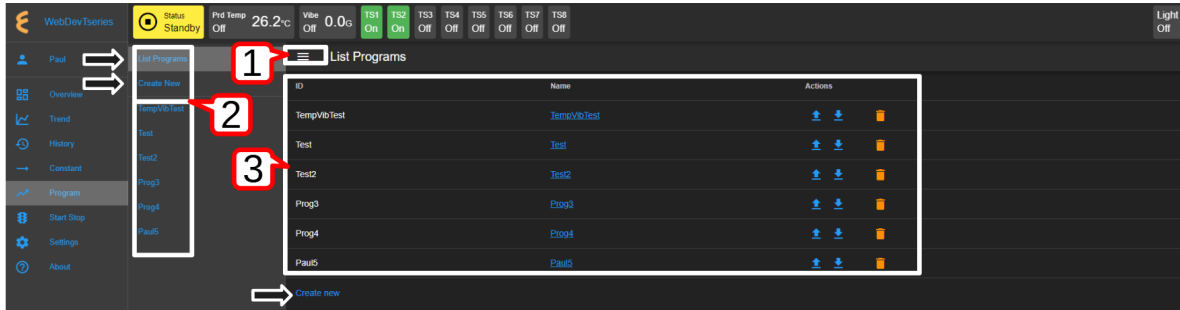 WebDevTseries
Status
Standby
Prd Temp
Off
26.2°C
Vibe
Off
0.0G
TS1
On
TS2
On
TS3
Off
TS4
Off
TS5
Off
TS6
Off
TS7
Off
TS8
Off
Light
Off
Paul
Overview
Trend
History
Constant
Program
Start Stop
Settings
About
List Programs
Create New
TempVibTest
Test
Test2
Prog3
Prog4
Paul5
1
2
3
List Programs
ID Name Actions
TempVibTest TempVibTest
Test Test
Test2 Test2
Prog3 Prog3
Prog4 Prog4
Paul5 Paul5
Create new